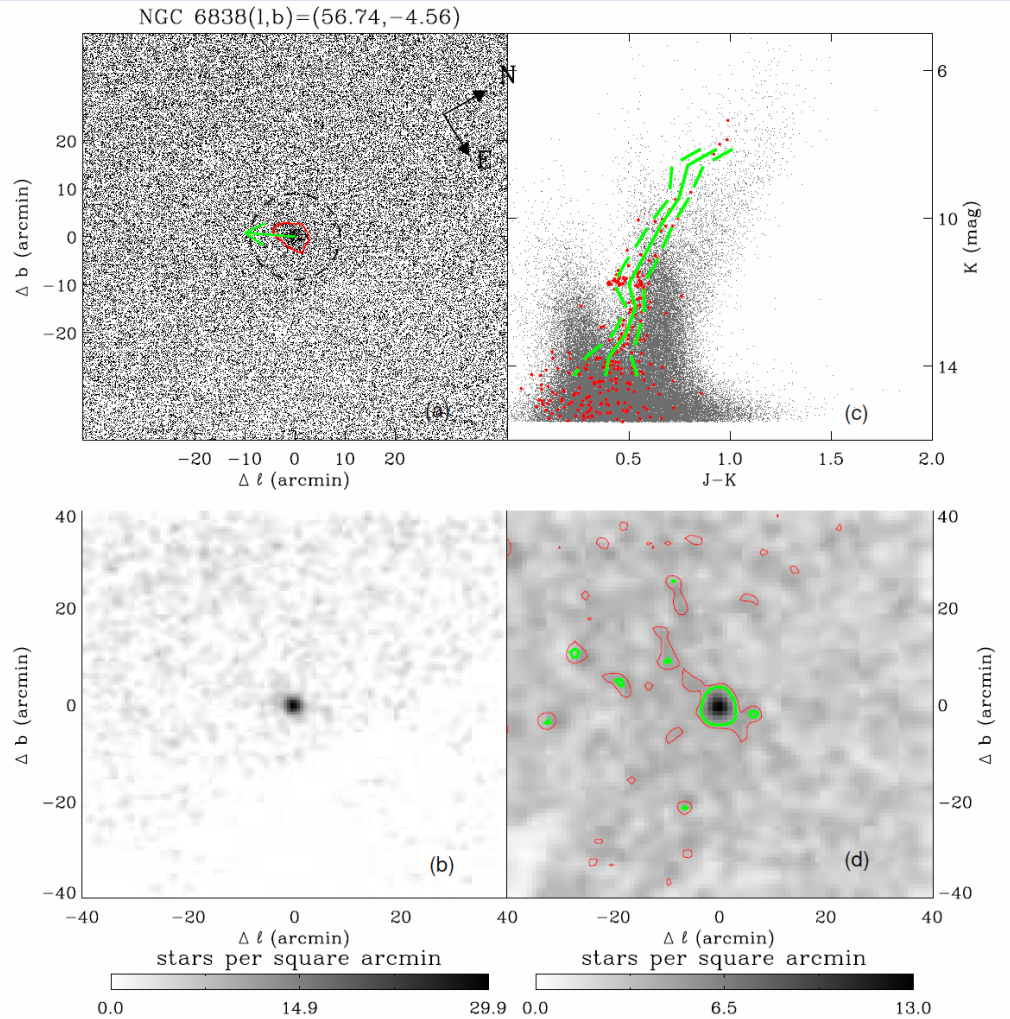 NGC 6838(l,b)=(56.74,−4.56)
N
E
20
10
0
−10
−20
Δ b (arcmin)
(a)
−20 −10 0 10 20
Δ ℓ (arcmin)
6
10
14
K (mag)
(c)
0.5 1.0 1.5 2.0
J−K
40
20
0
−20
−40
Δ b (arcmin)
(b)
−40 −20 0 20 40
Δ ℓ (arcmin)
stars per square arcmin
0.0 14.9 29.9
40
20
0
−20
−40
Δ b (arcmin)
(d)
−20 0 20 40
Δ ℓ (arcmin)
stars per square arcmin
0.0 6.5 13.0